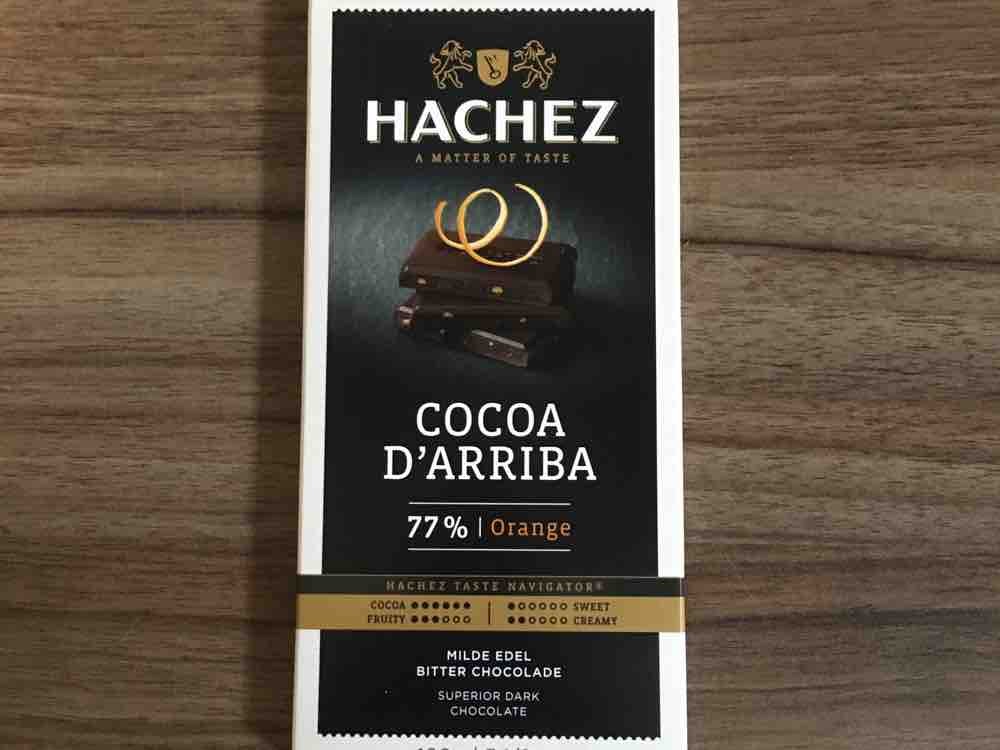 HACHEZ
A MATTER OF TASTE
COCOA
D'ARRIBA
77% | Orange
HACHEZ TASTE NAVIGATOR®
COCOA ●●●●●● | ●○○○○○ SWEET
FRUITY ●●●○○○ | ●●○○○○ CREAMY
MILDE EDEL
BITTER CHOCOLADE
SUPERIOR DARK
CHOCOLATE